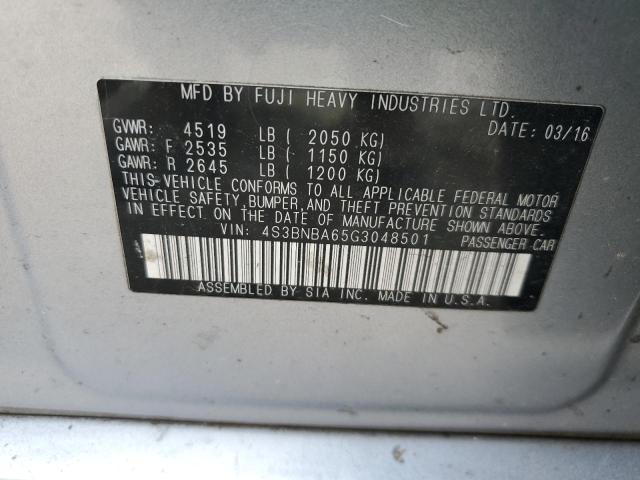 MFD BY FUJI HEAVY INDUSTRIES LTD.
DATE: 03/16
GVWR: 4519 LB ( 2050 KG)
GAWR: F 2535 LB ( 1150 KG)
GAWR: R 2645 LB ( 1200 KG)
THIS VEHICLE CONFORMS TO ALL APPLICABLE FEDERAL MOTOR
VEHICLE SAFETY, BUMPER, AND THEFT PREVENTION STANDARDS
IN EFFECT ON THE DATE OF MANUFACTURE SHOWN ABOVE.
VIN: 4S3BNBA65G3048501 PASSENGER CAR
ASSEMBLED BY SIA INC. MADE IN U.S.A.